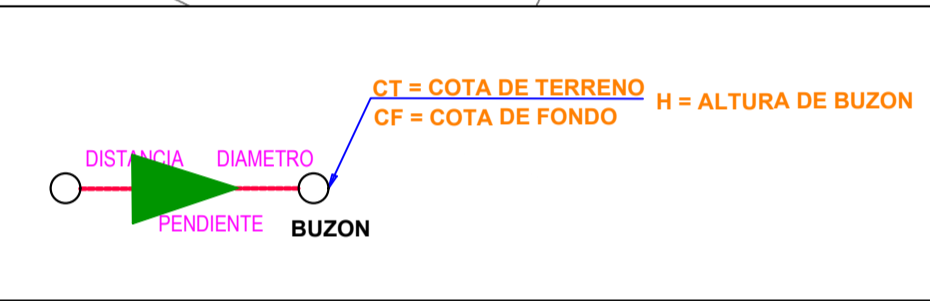 CT = COTA DE TERRENO
H = ALTURA DE BUZON
CF = COTA DE FONDO
DISTANCIA DIAMETRO
PENDIENTE
BUZON